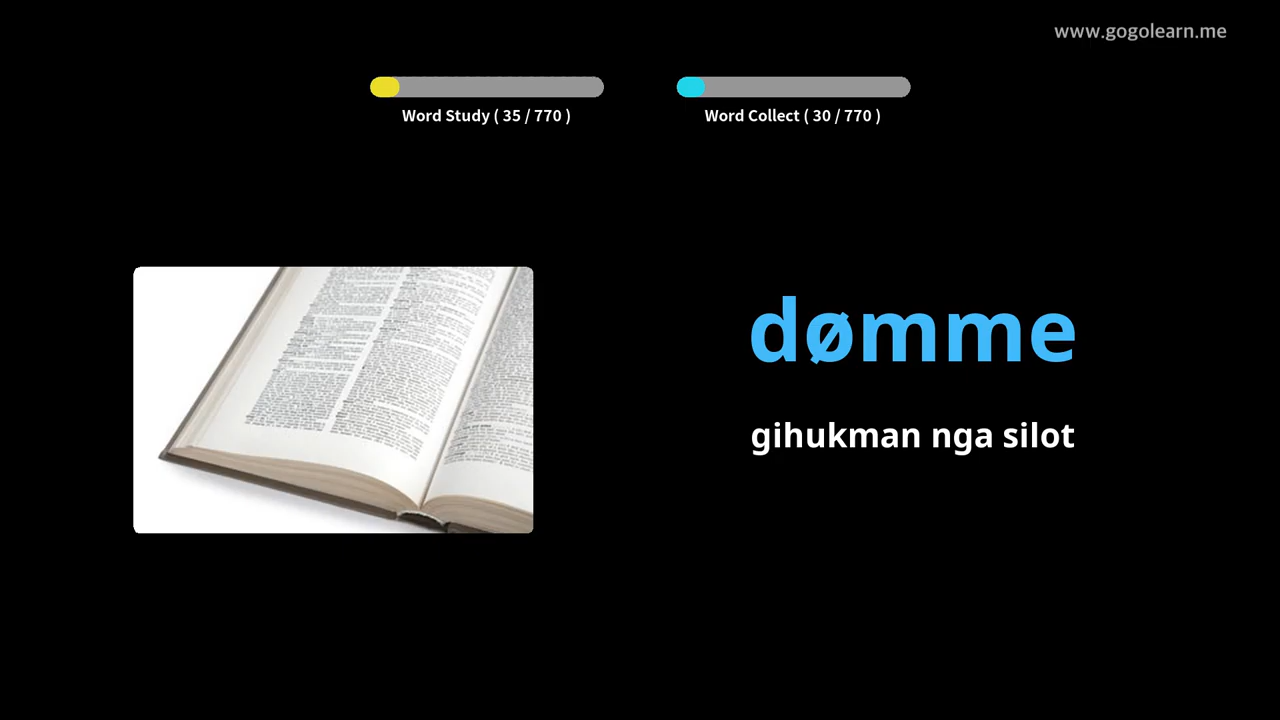 www.gogolearn.me
Word Study ( 35 / 770 )
Word Collect ( 30 / 770 )
dømme
gihukman nga silot